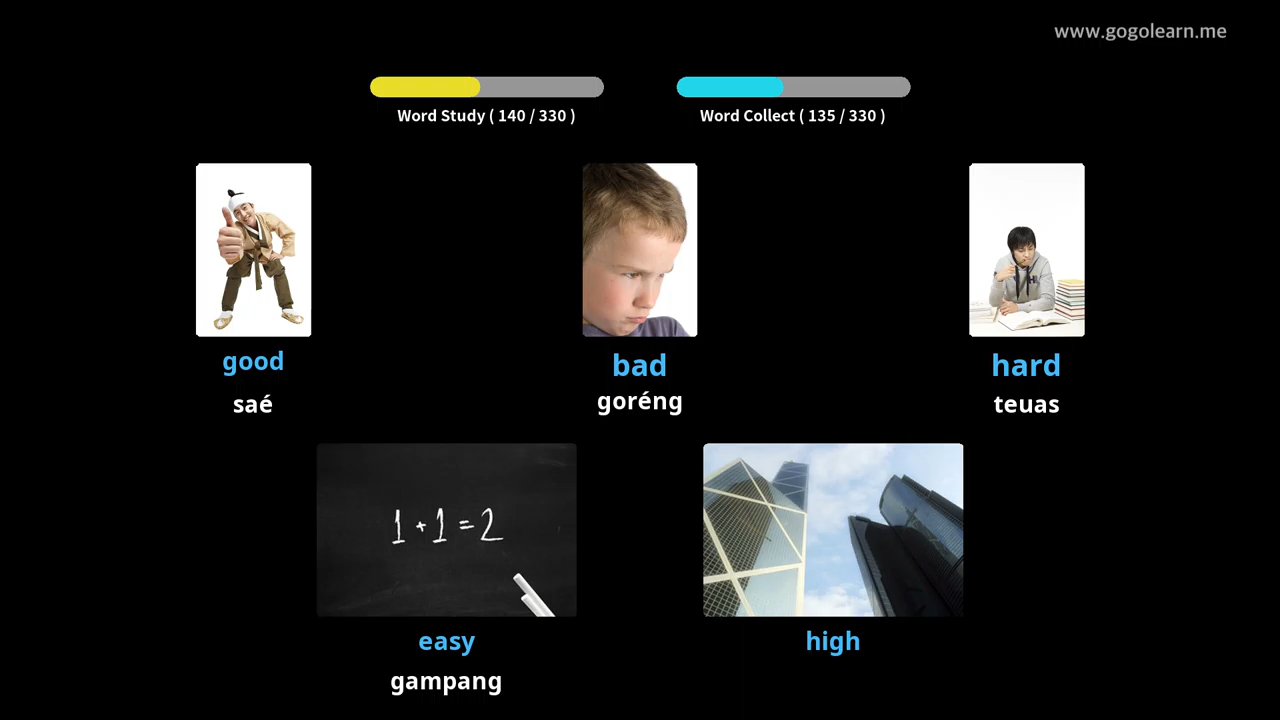 www.gogolearn.me
Word Study ( 140 / 330 )
Word Collect ( 135 / 330 )
good
bad
hard
saé
goréng
teuas
1 + 1 = 2
easy
high
gampang